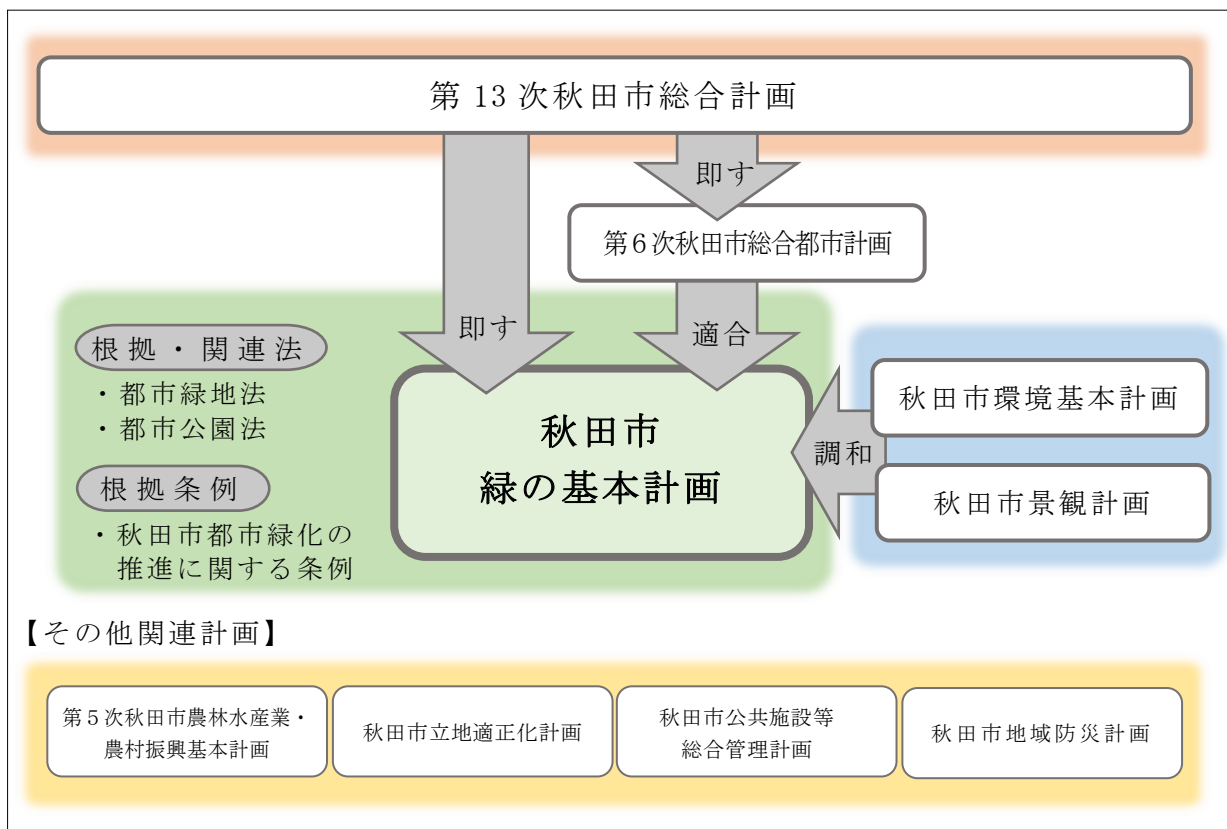 第13次秋田市総合計画
即す
第6次秋田市総合都市計画
即す
適合
根拠・関連法
・都市緑地法
・都市公園法
根拠条例
・秋田市都市緑化の
推進に関する条例
秋田市
緑の基本計画
調和
秋田市環境基本計画
秋田市景観計画
【その他関連計画】
第5次秋田市農林水産業・
農村振興基本計画
秋田市立地適正化計画
秋田市公共施設等
総合管理計画
秋田市地域防災計画